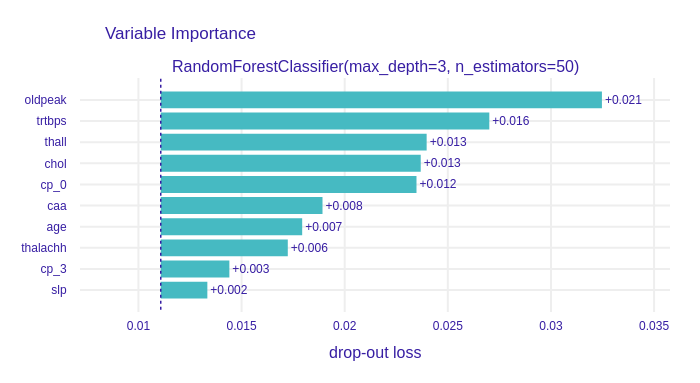 Variable Importance
RandomForestClassifier(max_depth=3, n_estimators=50)
oldpeak +0.021
trtbps +0.016
thall +0.013
chol +0.013
cp_0 +0.012
caa +0.008
age +0.007
thalachh +0.006
cp_3 +0.003
slp +0.002
0.01 0.015 0.02 0.025 0.03 0.035
drop-out loss